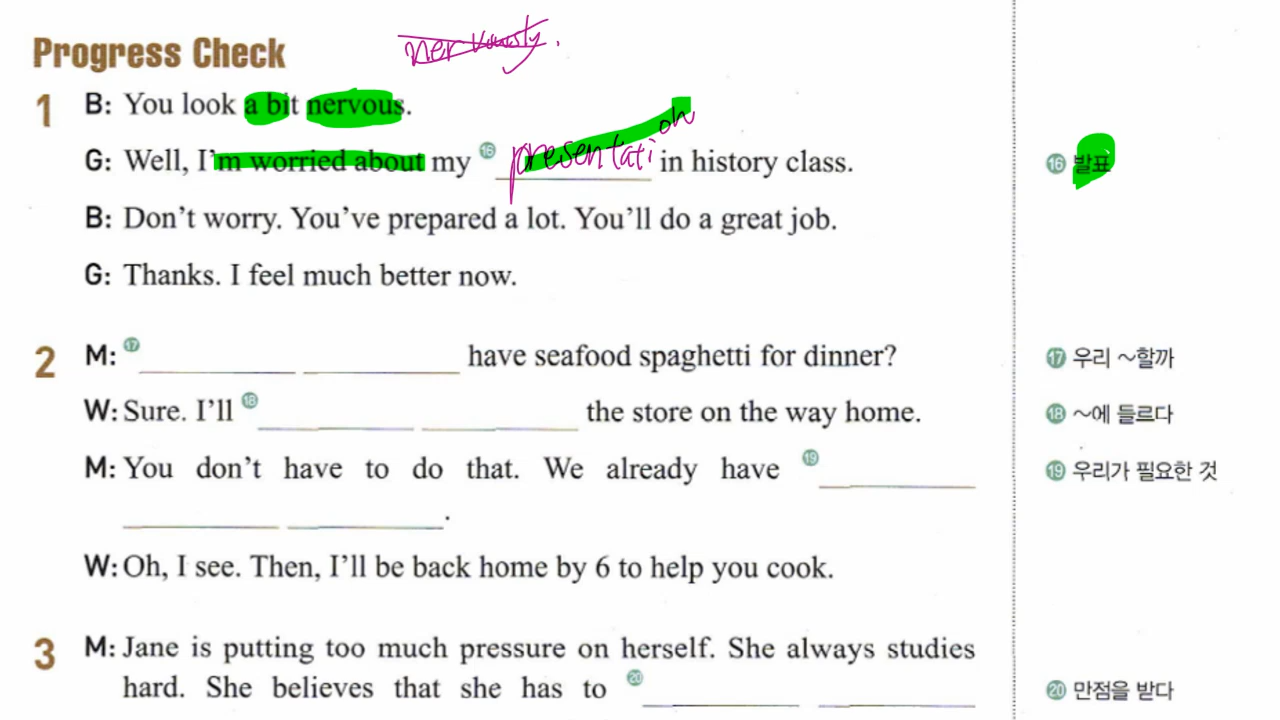 Progress Check
nervously.
1 B: You look a bit nervous.
G: Well, I'm worried about my ⑯ presentation in history class.
⑯ 발표
B: Don't worry. You've prepared a lot. You'll do a great job.
G: Thanks. I feel much better now.
2 M: ⑰ have seafood spaghetti for dinner?
⑰ 우리 ~할까
W: Sure. I'll ⑱ the store on the way home.
⑱ ~에 들르다
M: You don't have to do that. We already have ⑲
⑲ 우리가 필요한 것
.
W: Oh, I see. Then, I'll be back home by 6 to help you cook.
3 M: Jane is putting too much pressure on herself. She always studies
hard. She believes that she has to ⑳
⑳ 만점을 받다